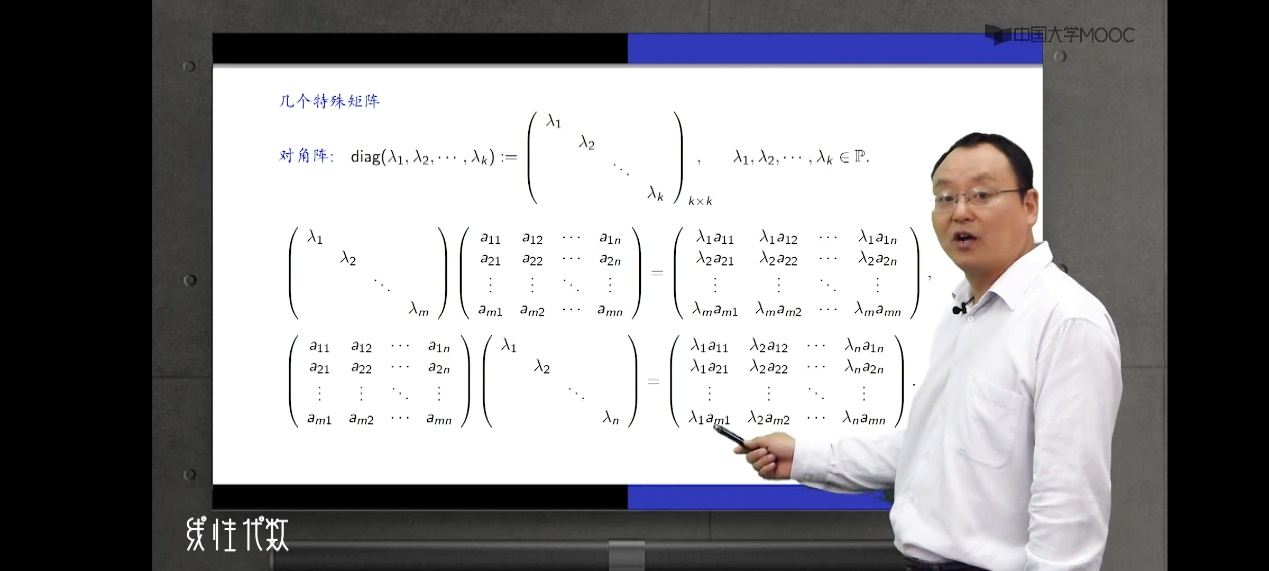 中国大学MOOC
几个特殊矩阵
对角阵: diag(λ₁, λ₂, ⋯ , λₖ) := ( λ₁ λ₂ ⋱ λₖ )ₖ×ₖ , λ₁, λ₂, ⋯ , λₖ ∈ ℙ.
( λ₁ λ₂ ⋱ λₘ ) ( a₁₁ a₁₂ ⋯ a₁ₙ a₂₁ a₂₂ ⋯ a₂ₙ ⋮ ⋮ ⋱ ⋮ aₘ₁ aₘ₂ ⋯ aₘₙ ) = ( λ₁a₁₁ λ₁a₁₂ ⋯ λ₁a₁ₙ λ₂a₂₁ λ₂a₂₂ ⋯ λ₂a₂ₙ ⋮ ⋮ ⋱ ⋮ λₘaₘ₁ λₘaₘ₂ ⋯ λₘaₘₙ ) ,
( a₁₁ a₁₂ ⋯ a₁ₙ a₂₁ a₂₂ ⋯ a₂ₙ ⋮ ⋮ ⋱ ⋮ aₘ₁ aₘ₂ ⋯ aₘₙ ) ( λ₁ λ₂ ⋱ λₙ ) = ( λ₁a₁₁ λ₂a₁₂ ⋯ λₙa₁ₙ λ₁a₂₁ λ₂a₂₂ ⋯ λₙa₂ₙ ⋮ ⋮ ⋱ ⋮ λ₁aₘ₁ λ₂aₘ₂ ⋯ λₙaₘₙ ) .
线性代数